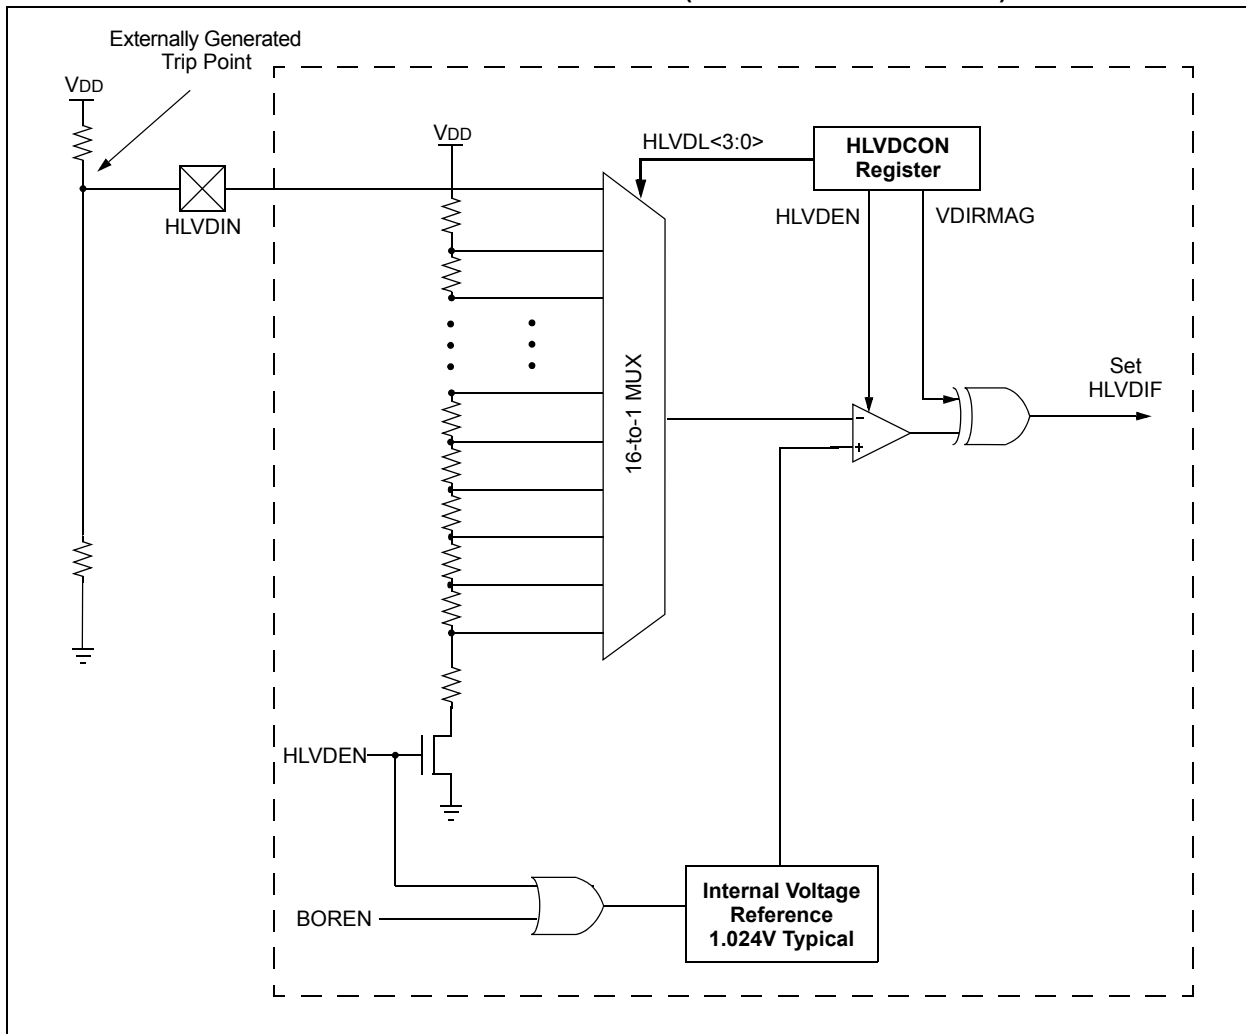 Externally Generated
Trip Point
VDD
VDD
HLVDL<3:0>
HLVDCON
Register
HLVDIN
HLVDEN
VDIRMAG
16-to-1 MUX
Set
HLVDIF
–
+
HLVDEN
BOREN
Internal Voltage
Reference
1.024V Typical